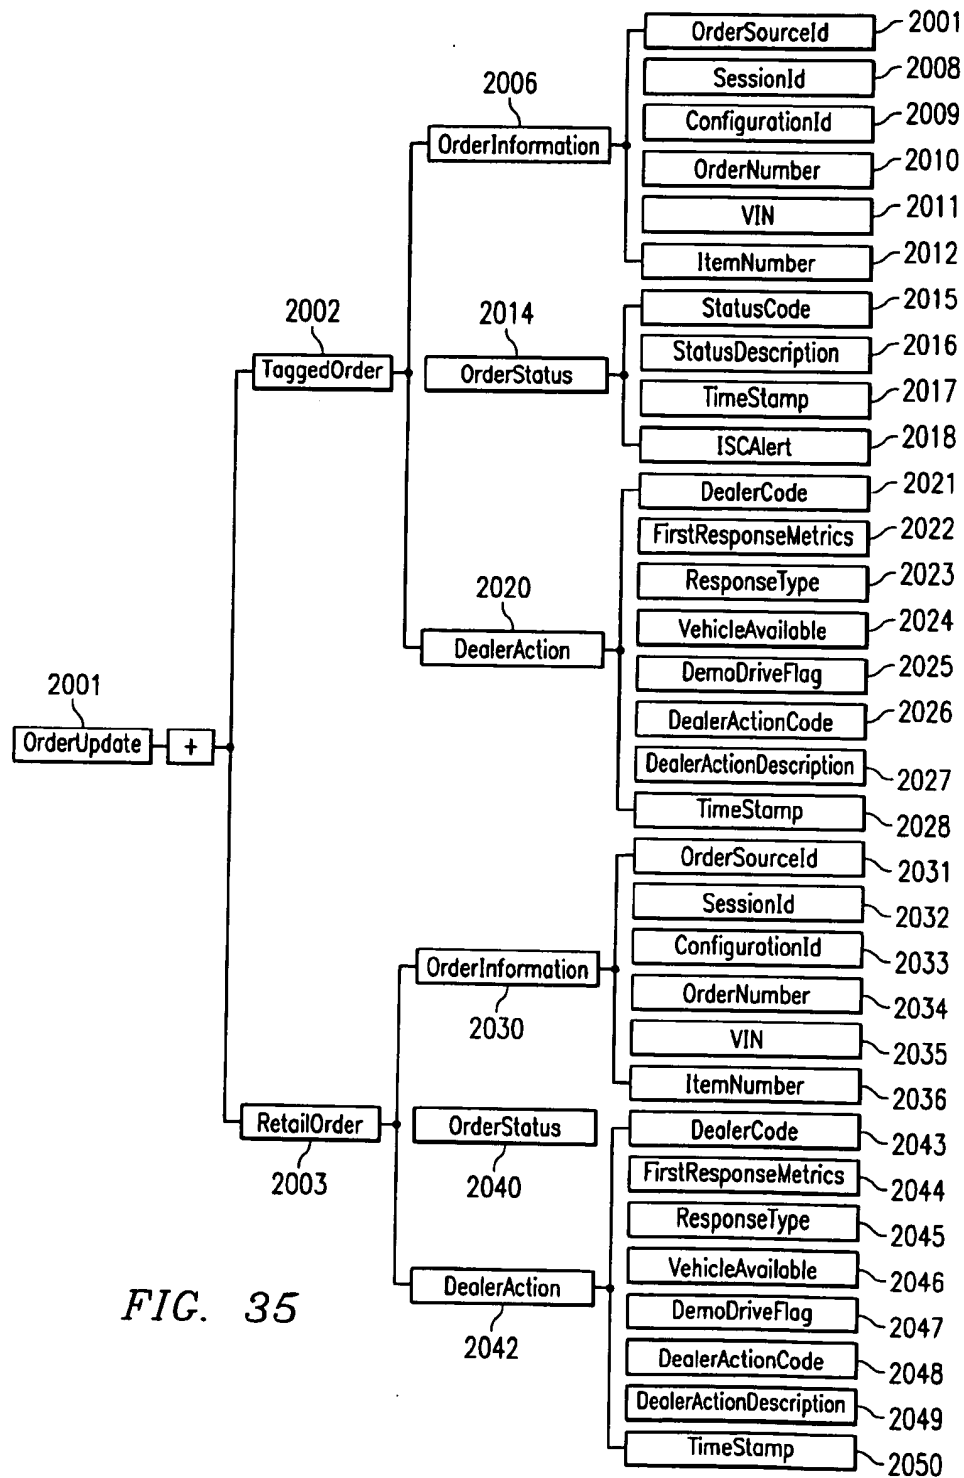 OrderUpdate 2001
+
TaggedOrder 2002
OrderInformation 2006
OrderSourceId 2001
SessionId 2008
ConfigurationId 2009
OrderNumber 2010
VIN 2011
ItemNumber 2012
OrderStatus 2014
StatusCode 2015
StatusDescription 2016
TimeStamp 2017
ISCAlert 2018
DealerAction 2020
DealerCode 2021
FirstResponseMetrics 2022
ResponseType 2023
VehicleAvailable 2024
DemoDriveFlag 2025
DealerActionCode 2026
DealerActionDescription 2027
TimeStamp 2028
RetailOrder 2003
OrderInformation 2030
OrderSourceId 2031
SessionId 2032
ConfigurationId 2033
OrderNumber 2034
VIN 2035
ItemNumber 2036
OrderStatus 2040
DealerAction 2042
DealerCode 2043
FirstResponseMetrics 2044
ResponseType 2045
VehicleAvailable 2046
DemoDriveFlag 2047
DealerActionCode 2048
DealerActionDescription 2049
TimeStamp 2050
FIG. 35